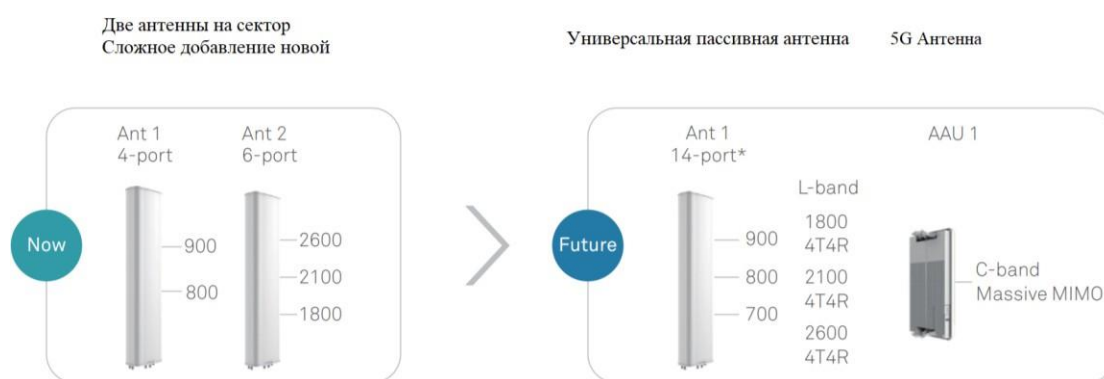 Две антенны на сектор
Сложное добавление новой
Универсальная пассивная антенна
5G Антенна
Now
Ant 1
4-port
900
800
Ant 2
6-port
2600
2100
1800
Future
Ant 1
14-port*
900
800
700
L-band
1800
4T4R
2100
4T4R
2600
4T4R
AAU 1
C-band
Massive MIMO